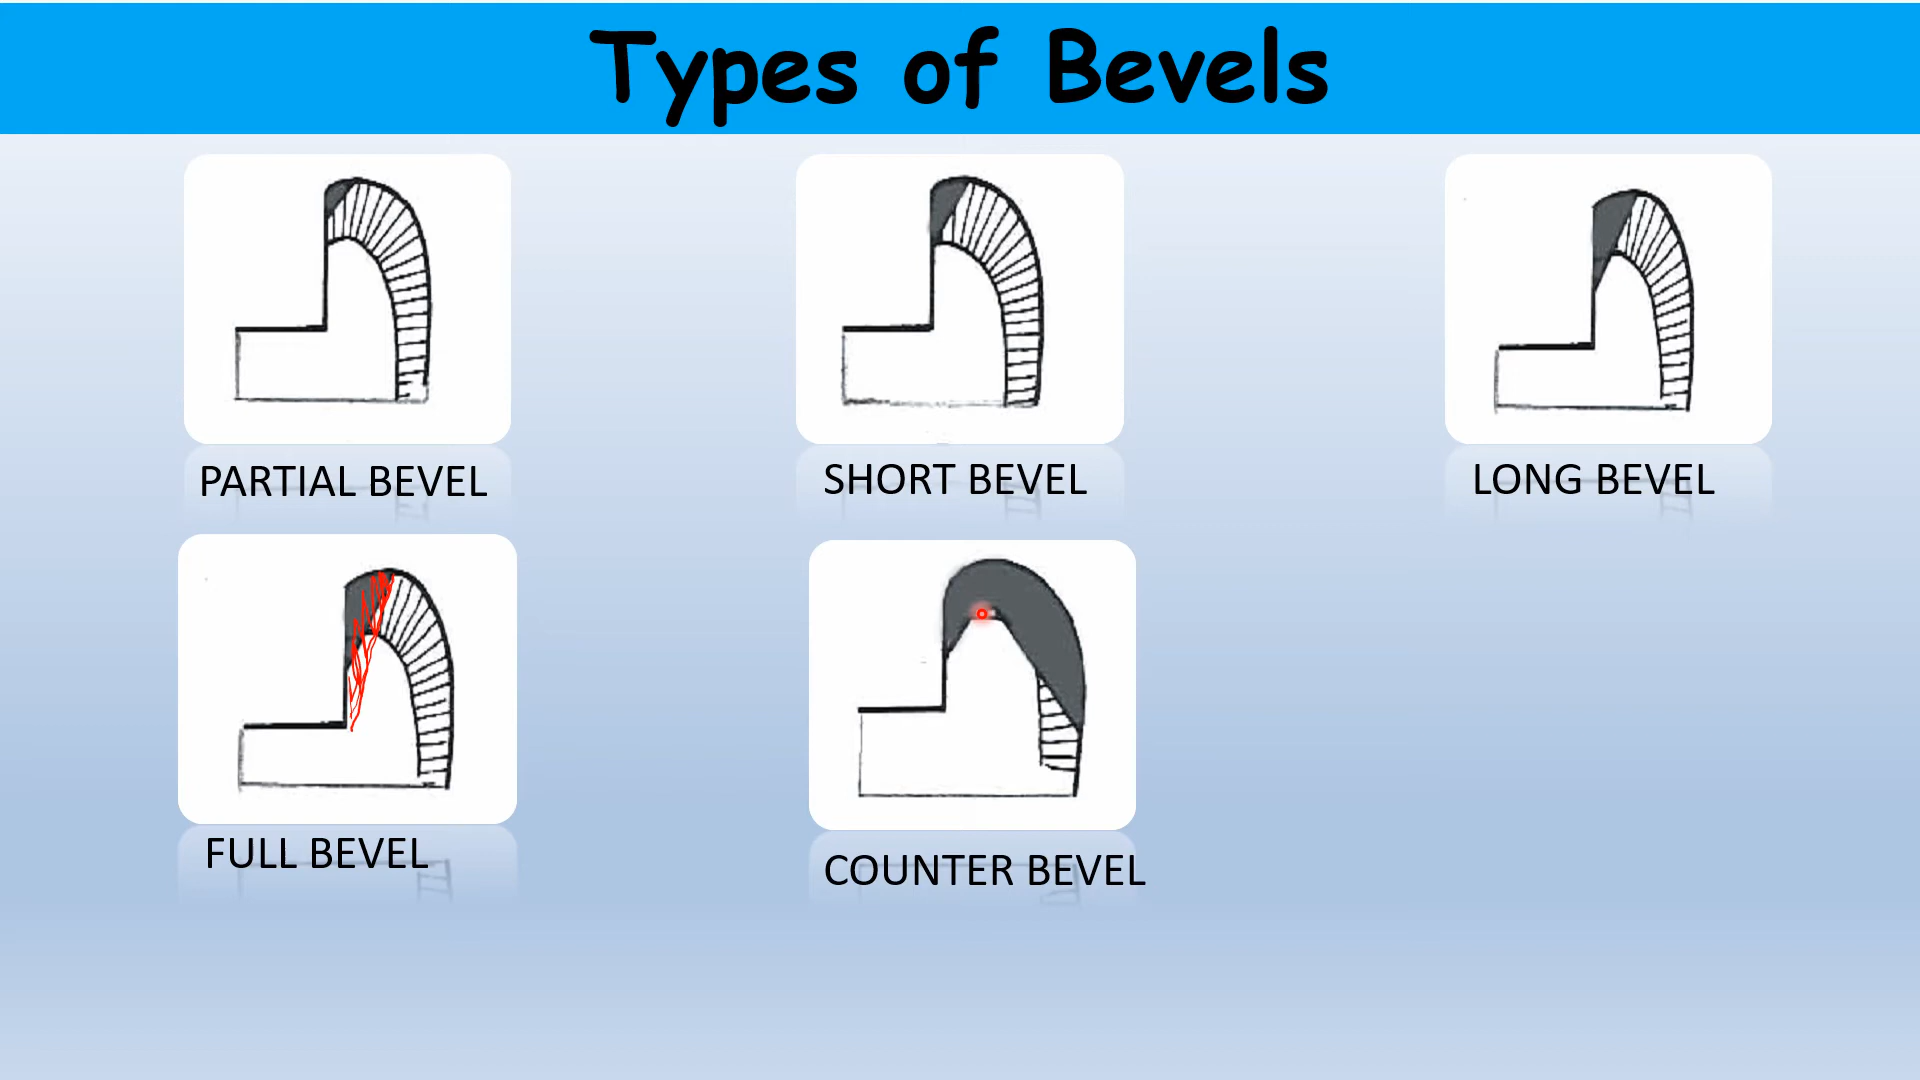 Types of Bevels
PARTIAL BEVEL
SHORT BEVEL
LONG BEVEL
FULL BEVEL
COUNTER BEVEL